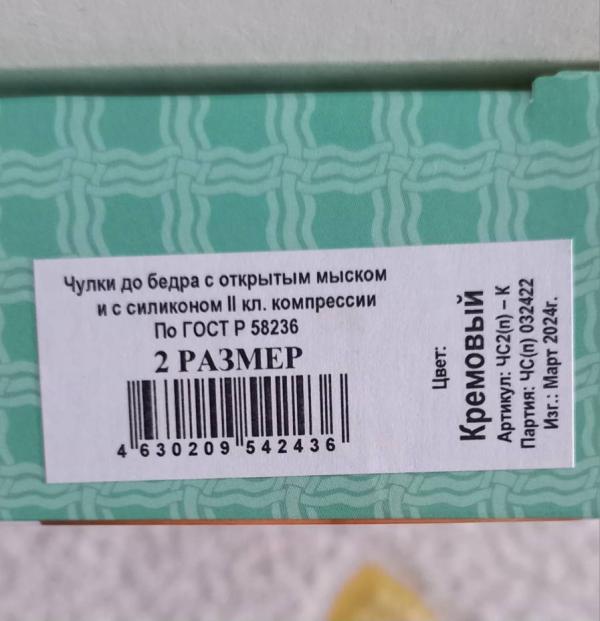 Чулки до бедра с открытым мыском
и с силиконом II кл. компрессии
По ГОСТ Р 58236
2 РАЗМЕР
4 630209 542436
Цвет:
Кремовый
Артикул: ЧС2(п) – К
Партия: ЧС(п) 032422
Изг.: Март 2024г.